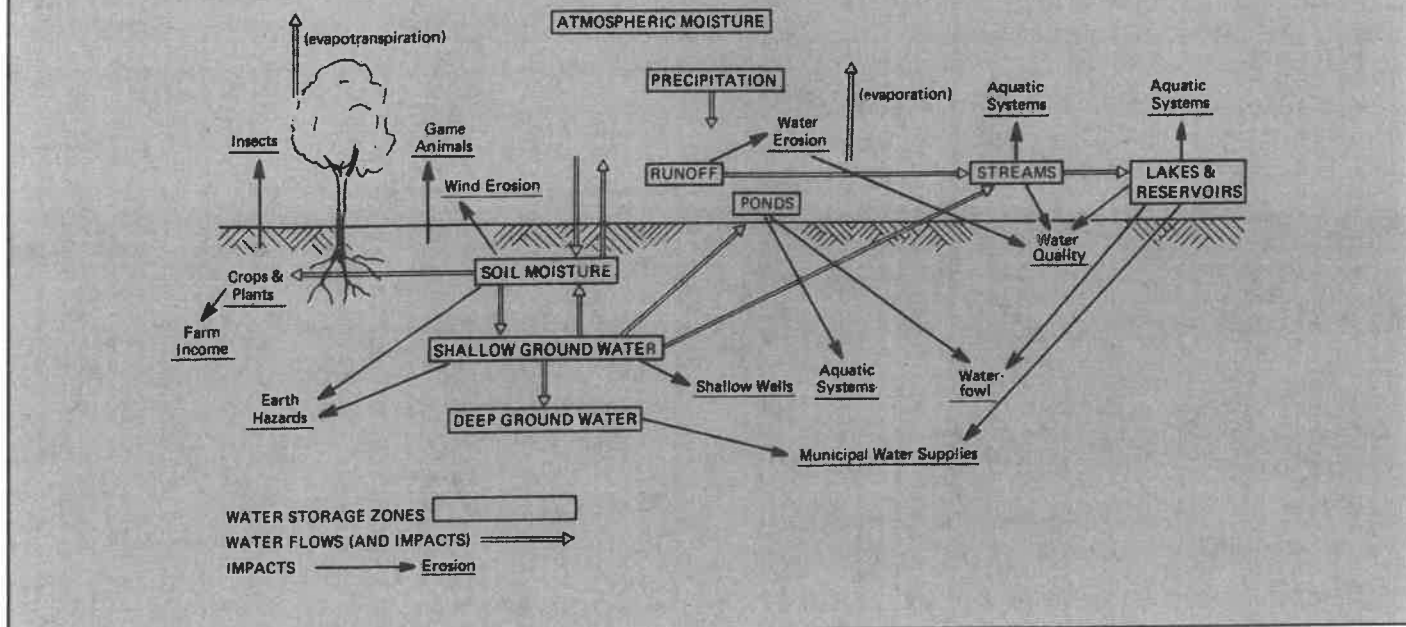 ATMOSPHERIC MOISTURE
(evapotranspiration)
PRECIPITATION
(evaporation)
Aquatic
Systems
Aquatic
Systems
Insects
Game
Animals
Water
Erosion
Wind Erosion
RUNOFF
STREAMS
LAKES &
RESERVOIRS
PONDS
Water
Quality
Crops &
Plants
SOIL MOISTURE
Farm
Income
SHALLOW GROUND WATER
Earth
Hazards
Shallow Wells
Aquatic
Systems
Water-
fowl
DEEP GROUND WATER
Municipal Water Supplies
WATER STORAGE ZONES
WATER FLOWS (AND IMPACTS)
IMPACTS Erosion